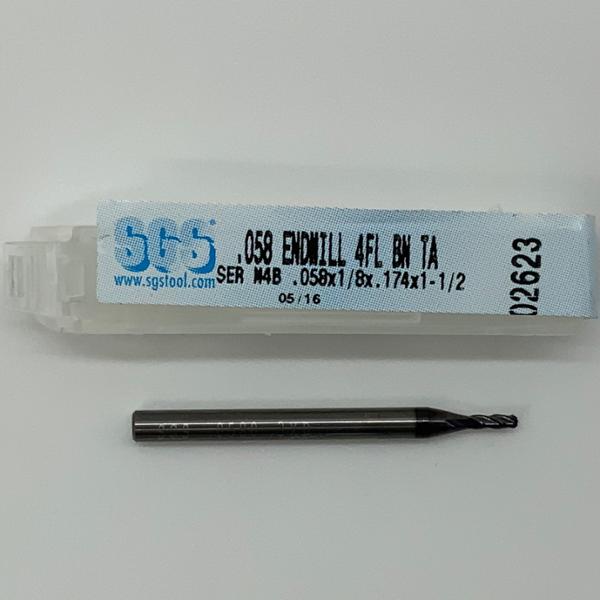 SGS
.058 ENDMILL 4FL BN TA
www.sgstool.com
SER M4B .058x1/8x.174x1-1/2
05/16
02623